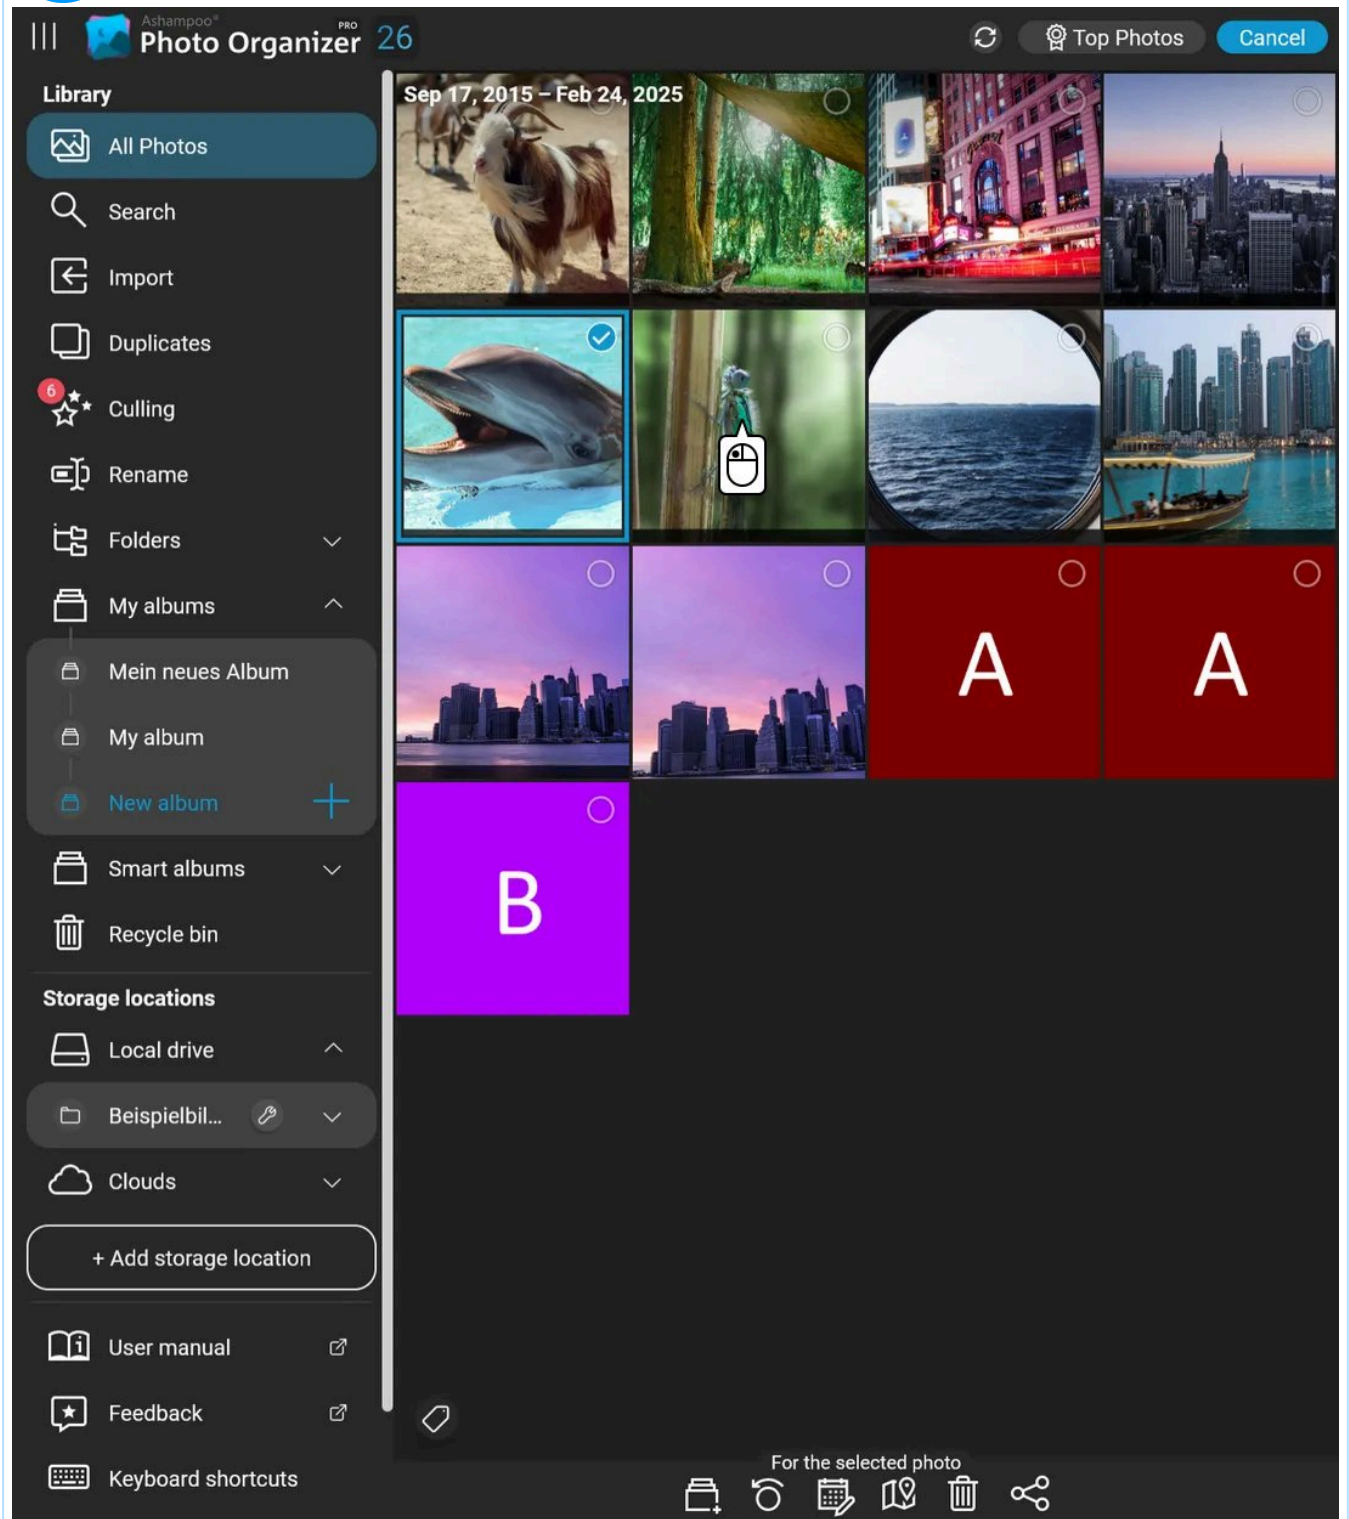 Ashampoo®
Photo Organizer PRO 26
Top Photos
Cancel
Library
All Photos
Search
Import
Duplicates
6
Culling
Rename
Folders
My albums
Mein neues Album
My album
New album
Smart albums
Recycle bin
Storage locations
Local drive
Beispielbil...
Clouds
+ Add storage location
User manual
Feedback
Keyboard shortcuts
Sep 17, 2015 – Feb 24, 2025
A
A
B
For the selected photo